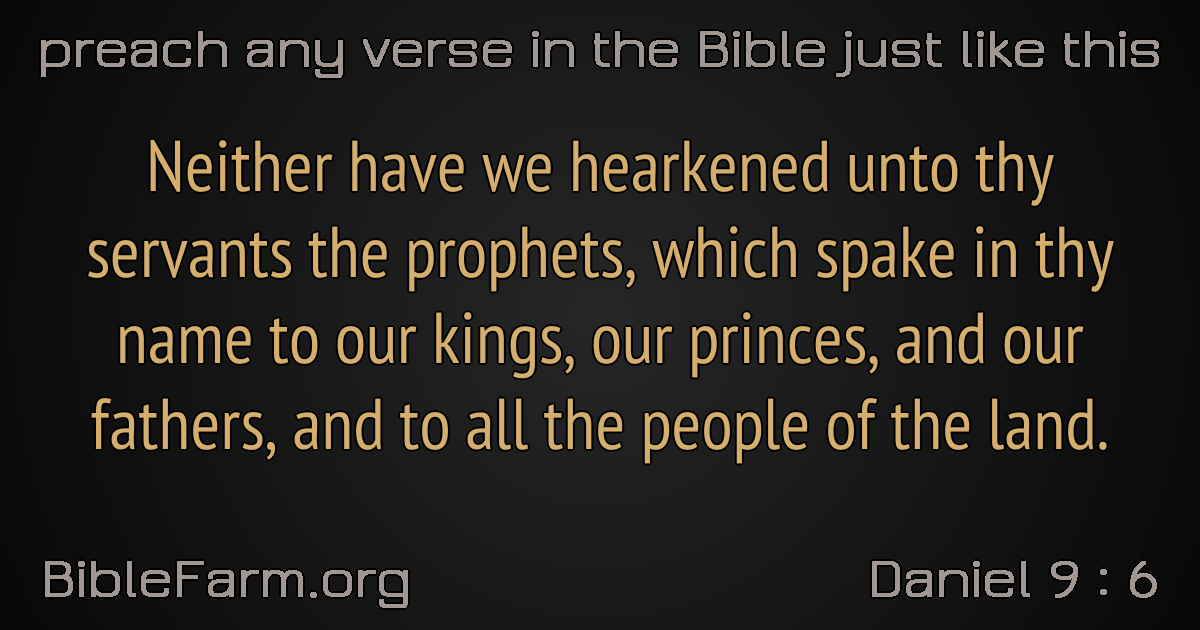 preach any verse in the Bible just like this
Neither have we hearkened unto thy
servants the prophets, which spake in thy
name to our kings, our princes, and our
fathers, and to all the people of the land.
BibleFarm.org
Daniel 9 : 6